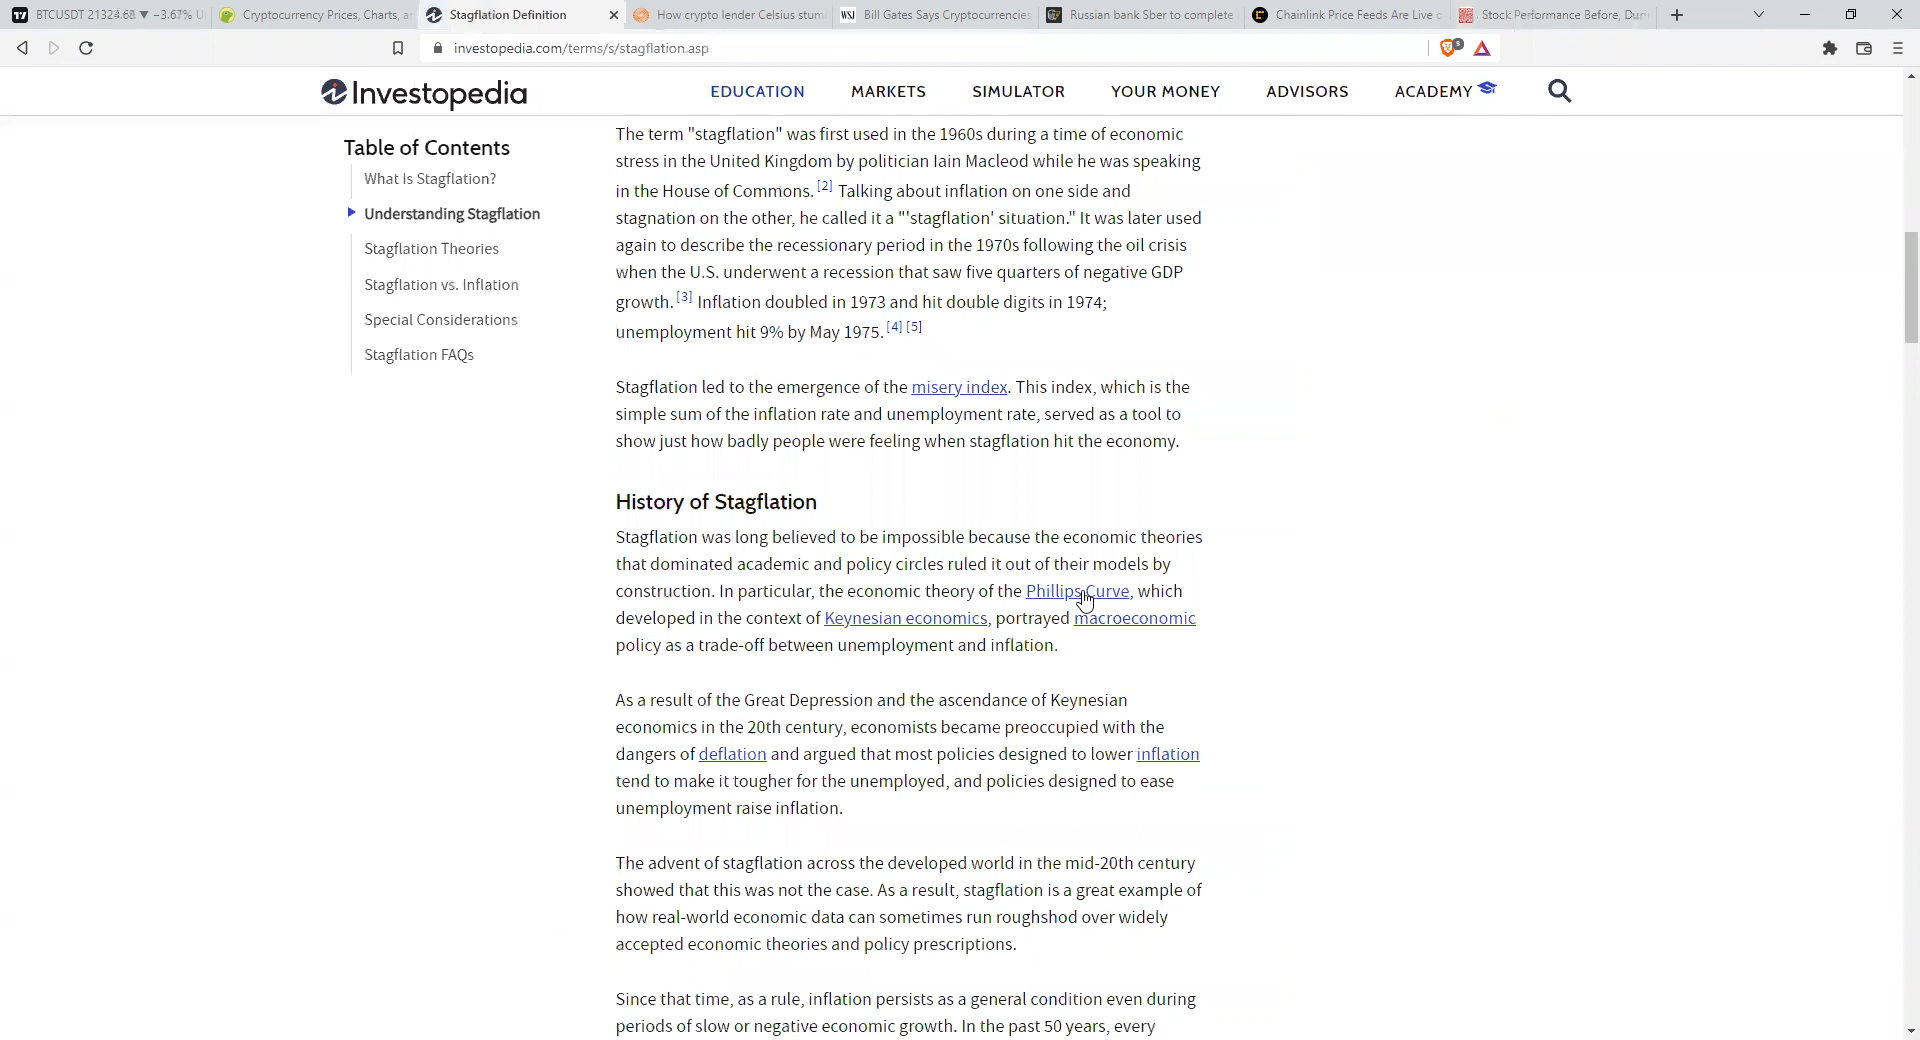 BTCUSDT 21324.68 ▼ −3.67% U
Cryptocurrency Prices, Charts, a
Stagflation Definition
How crypto lender Celsius stum
WSJ
Bill Gates Says Cryptocurrencies
Russian bank Sber to complete
Chainlink Price Feeds Are Live
Stock Performance Before, Duri
investopedia.com/terms/s/stagflation.asp
Investopedia
EDUCATION
MARKETS
SIMULATOR
YOUR MONEY
ADVISORS
ACADEMY
Table of Contents
What Is Stagflation?
Understanding Stagflation
Stagflation Theories
Stagflation vs. Inflation
Special Considerations
Stagflation FAQs
The term "stagflation" was first used in the 1960s during a time of economic
stress in the United Kingdom by politician Iain Macleod while he was speaking
in the House of Commons. [2] Talking about inflation on one side and
stagnation on the other, he called it a "'stagflation' situation." It was later used
again to describe the recessionary period in the 1970s following the oil crisis
when the U.S. underwent a recession that saw five quarters of negative GDP
growth. [3] Inflation doubled in 1973 and hit double digits in 1974;
unemployment hit 9% by May 1975. [4] [5]
Stagflation led to the emergence of the misery index. This index, which is the
simple sum of the inflation rate and unemployment rate, served as a tool to
show just how badly people were feeling when stagflation hit the economy.
History of Stagflation
Stagflation was long believed to be impossible because the economic theories
that dominated academic and policy circles ruled it out of their models by
construction. In particular, the economic theory of the Phillips Curve, which
developed in the context of Keynesian economics, portrayed macroeconomic
policy as a trade-off between unemployment and inflation.
As a result of the Great Depression and the ascendance of Keynesian
economics in the 20th century, economists became preoccupied with the
dangers of deflation and argued that most policies designed to lower inflation
tend to make it tougher for the unemployed, and policies designed to ease
unemployment raise inflation.
The advent of stagflation across the developed world in the mid-20th century
showed that this was not the case. As a result, stagflation is a great example of
how real-world economic data can sometimes run roughshod over widely
accepted economic theories and policy prescriptions.
Since that time, as a rule, inflation persists as a general condition even during
periods of slow or negative economic growth. In the past 50 years, every